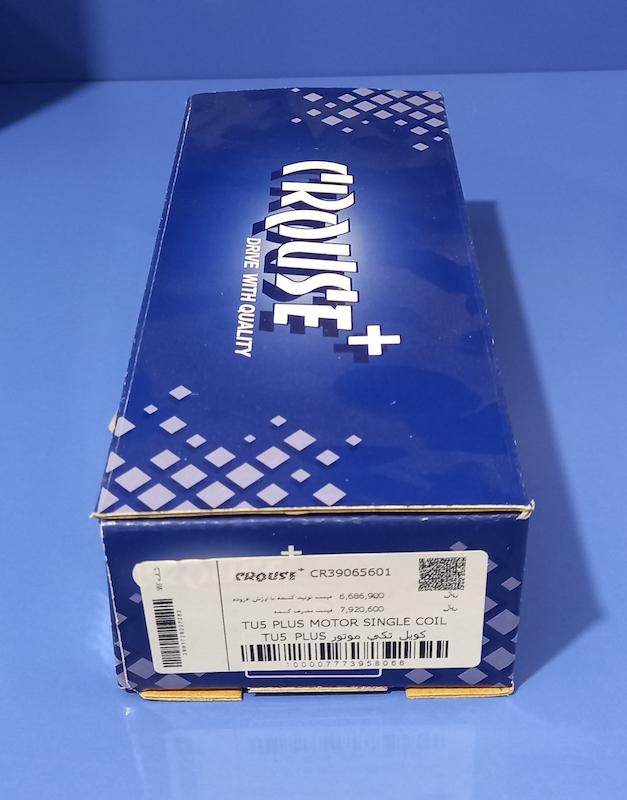 CROUSE+
DRIVE WITH QUALITY
CROUSE+ CR39065601
6,686,900 قیمت تولید کننده با ارزش افزوده
ریال
7,920,600 قیمت مصرف کننده
ریال
TU5 PLUS MOTOR SINGLE COIL
کویل تکی موتور TU5 PLUS
100007773958066